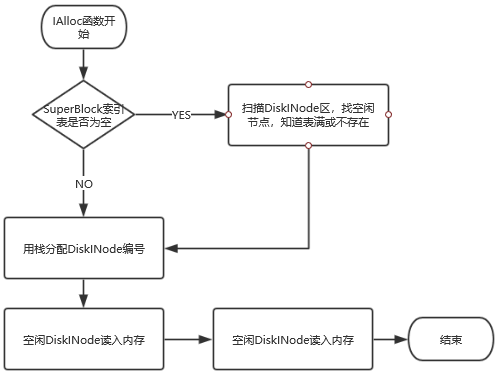 IAlloc函数开
始
SuperBlock索引
表是否为空
YES
扫描DiskINode区，找空闲
节点，知道表满或不存在
NO
用栈分配DiskINode编号
空闲DiskINode读入内存
空闲DiskINode读入内存
结束